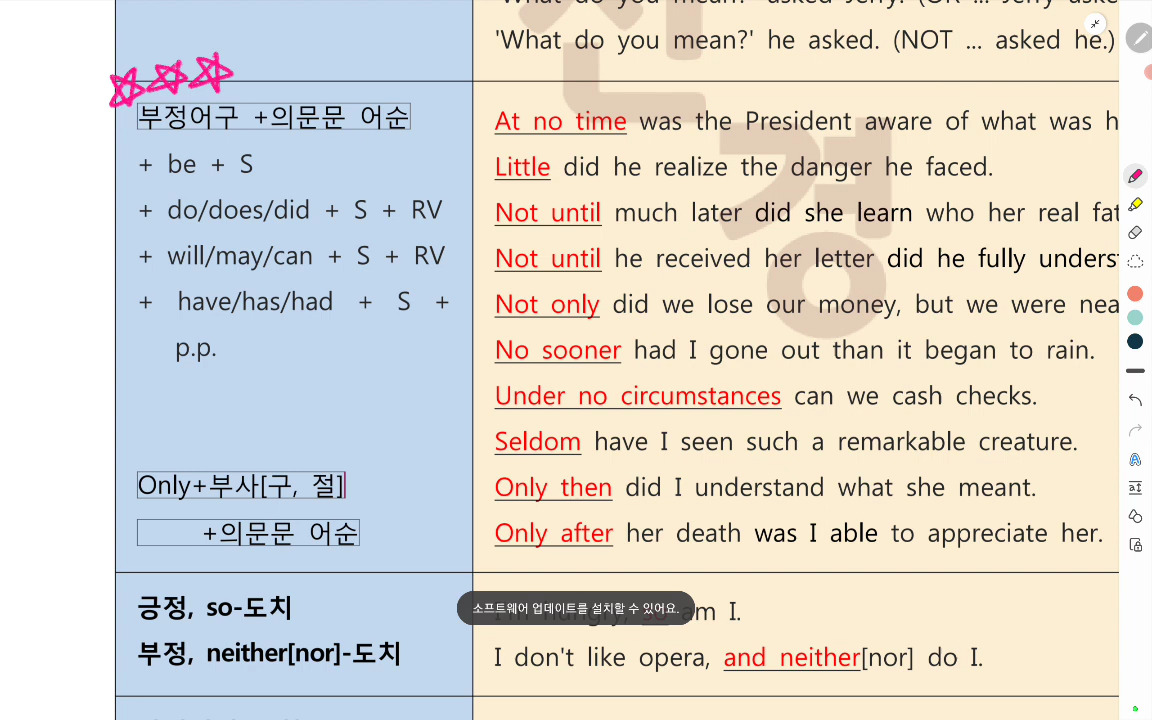 'What do you mean?' he asked. (NOT ... asked he.)
부정어구 +의문문 어순
+ be + S
+ do/does/did + S + RV
+ will/may/can + S + RV
+ have/has/had + S +
p.p.
Only+부사[구, 절]
+의문문 어순
At no time was the President aware of what was
Little did he realize the danger he faced.
Not until much later did she learn who her real
Not until he received her letter did he fully
Not only did we lose our money, but we were
No sooner had I gone out than it began to rain.
Under no circumstances can we cash checks.
Seldom have I seen such a remarkable creature.
Only then did I understand what she meant.
Only after her death was I able to appreciate her.
긍정, so-도치
부정, neither[nor]-도치
am I.
I don't like opera, and neither[nor] do I.
소프트웨어 업데이트를 설치할 수 있어요.
경